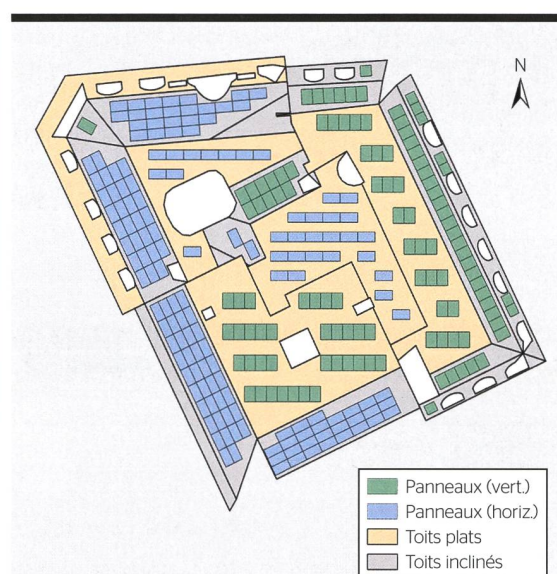 N
Panneaux (vert.)
Panneaux (horiz.)
Toits plats
Toits inclinés